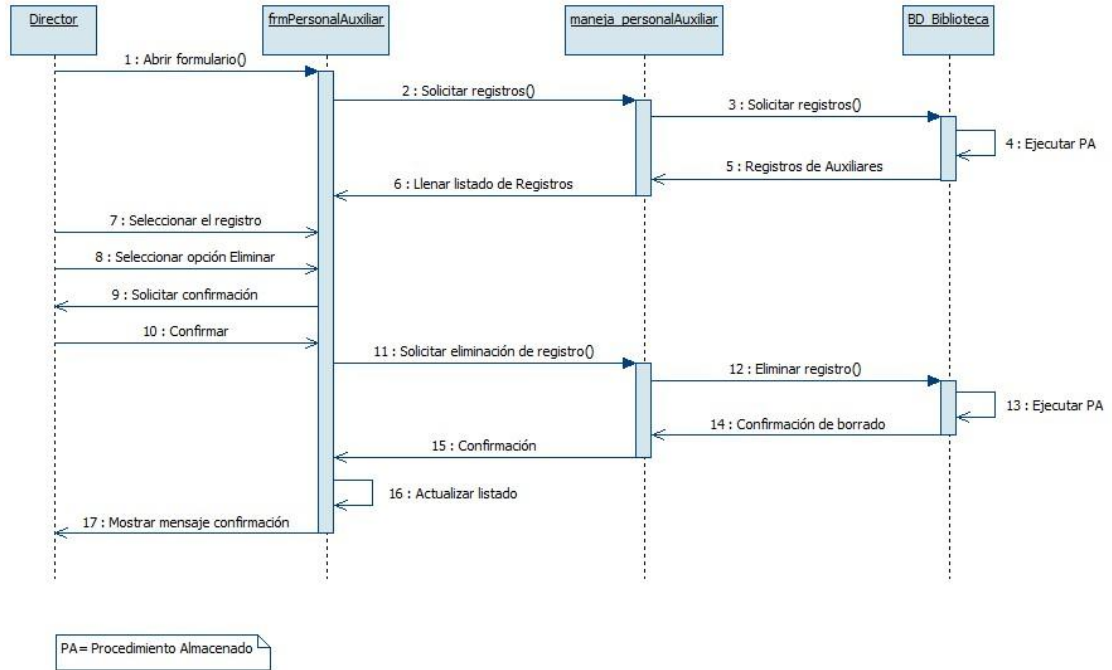 Director
frmPersonalAuxiliar
maneja_personalAuxiliar
BD_Biblioteca
1 : Abrir formulario()
2 : Solicitar registros()
3 : Solicitar registros()
4 : Ejecutar PA
5 : Registros de Auxiliares
6 : Llenar listado de Registros
7 : Seleccionar el registro
8 : Seleccionar opción Eliminar
9 : Solicitar confirmación
10 : Confirmar
11 : Solicitar eliminación de registro()
12 : Eliminar registro()
13 : Ejecutar PA
14 : Confirmación de borrado
15 : Confirmación
16 : Actualizar listado
17 : Mostrar mensaje confirmación
PA= Procedimiento Almacenado